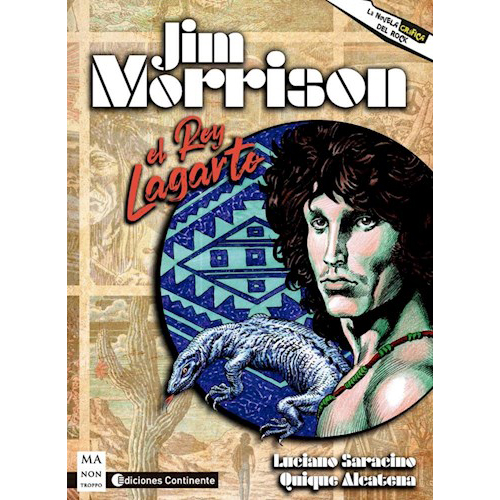 LA NOVELA GRÁFICA
DEL ROCK
Jim
Morrison
el Rey
Lagarto
Luciano Saracino
Quique Alcatena
MA
NON
TROPPO
Ediciones Continente